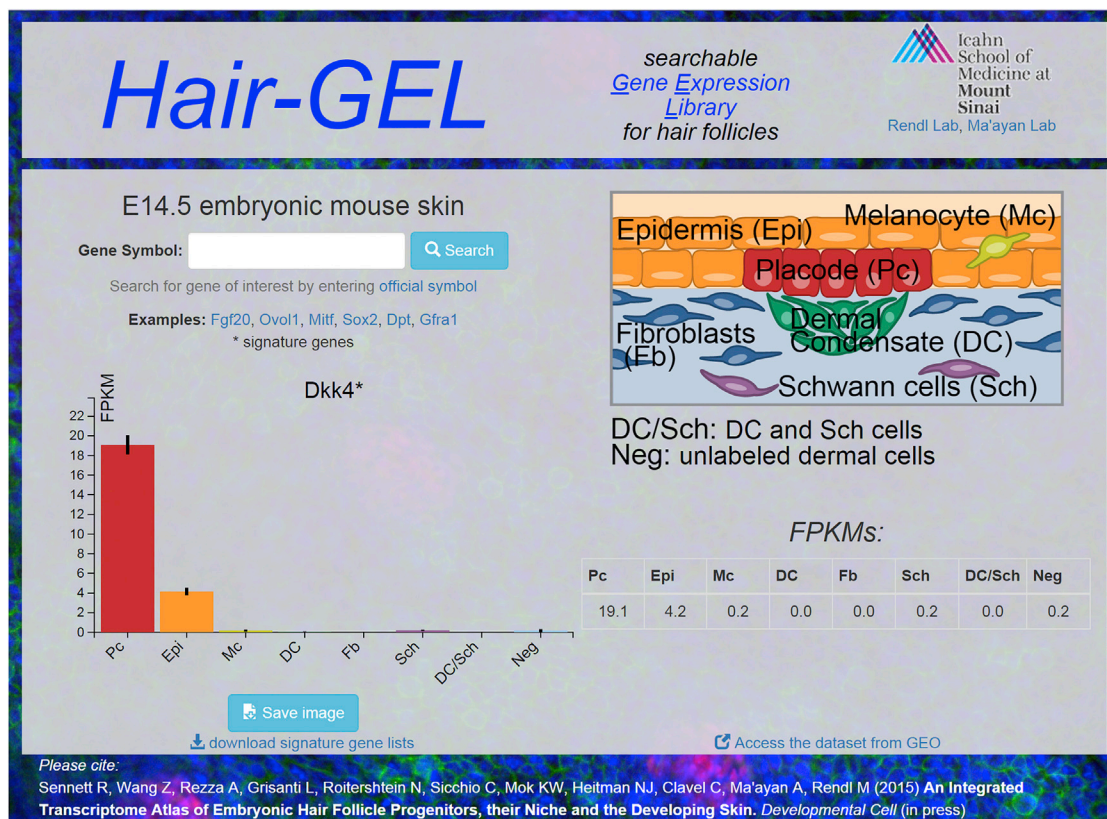 Hair-GEL
searchable
Gene Expression
Library
for hair follicles
Icahn
School of
Medicine at
Mount
Sinai
Rendl Lab, Ma'ayan Lab
E14.5 embryonic mouse skin
Gene Symbol:
Search
Search for gene of interest by entering official symbol
Examples: Fgf20, Ovol1, Mitf, Sox2, Dpt, Gfra1
* signature genes
Dkk4*
FPKM
22
20
18
16
14
12
10
8
6
4
2
0
Pc
Epi
Mc
DC
Fb
Sch
DC/Sch
Neg
Save image
download signature gene lists
Melanocyte (Mc)
Epidermis (Epi)
Placode (Pc)
Dermal
Condensate (DC)
Fibroblasts
(Fb)
Schwann cells (Sch)
DC/Sch: DC and Sch cells
Neg: unlabeled dermal cells
FPKMs:
Pc Epi Mc DC Fb Sch DC/Sch Neg
19.1 4.2 0.2 0.0 0.0 0.2 0.0 0.2
Access the dataset from GEO
Please cite:
Sennett R, Wang Z, Rezza A, Grisanti L, Roitershtein N, Sicchio C, Mok KW, Heitman NJ, Clavel C, Ma'ayan A, Rendl M (2015) An Integrated
Transcriptome Atlas of Embryonic Hair Follicle Progenitors, their Niche and the Developing Skin. Developmental Cell (in press)